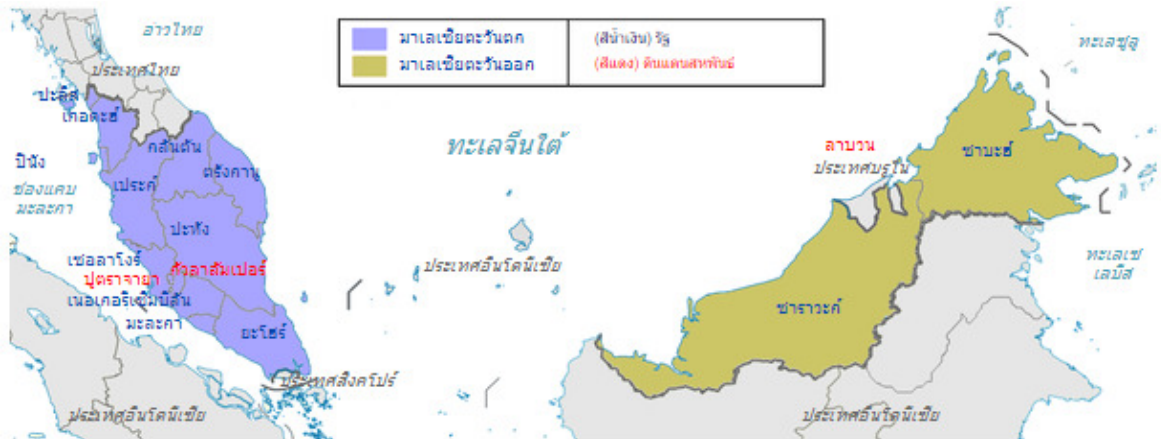 อ่าวไทย
ประเทศไทย
มาเลเซียตะวันตก
(สีน้ำเงิน) รัฐ
มาเลเซียตะวันออก
(สีแดง) ดินแดนสหพันธ์
ทะเลซูลู
ปะลิส
เกอดะฮ์
กลันตัน
ปีนัง
เประก์
ตรังกานู
ช่องแคบ
มะละกา
ทะเลจีนใต้
ลาบวน
ประเทศบรูไน
ซาบะฮ์
ปะหัง
เซอลาโงร์
กัวลาลัมเปอร์
ปูตราจายา
เนอเกอรีเซิมบีลัน
มะละกา
ยะโฮร์
ประเทศสิงคโปร์
ประเทศอินโดนีเซีย
ประเทศอินโดนีเซีย
ซาราวะก์
ทะเลเซ
เลบีส
ประเทศอินโดนีเซีย